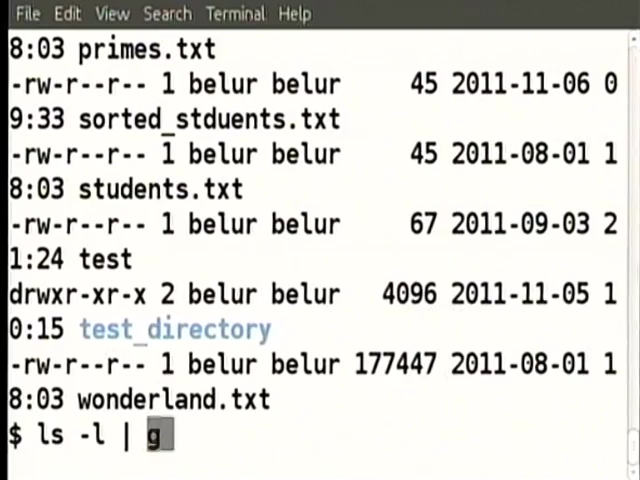 File Edit View Search Terminal Help
8:03 primes.txt
-rw-r--r-- 1 belur belur     45 2011-11-06 0
9:33 sorted_stduents.txt
-rw-r--r-- 1 belur belur     45 2011-08-01 1
8:03 students.txt
-rw-r--r-- 1 belur belur     67 2011-09-03 2
1:24 test
drwxr-xr-x 2 belur belur   4096 2011-11-05 1
0:15 test_directory
-rw-r--r-- 1 belur belur 177447 2011-08-01 1
8:03 wonderland.txt
$ ls -l | g